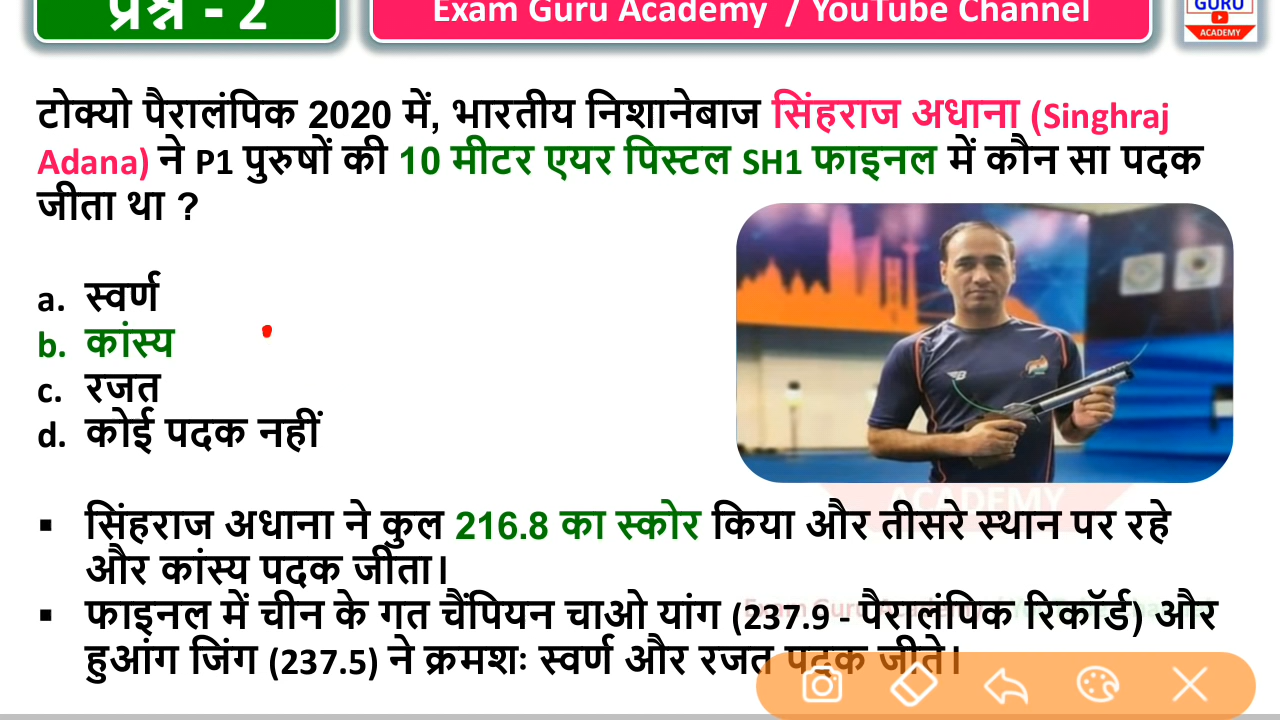 प्रश्न - 2
Exam Guru Academy / YouTube Channel
GURU
ACADEMY
टोक्यो पैरालंपिक 2020 में, भारतीय निशानेबाज सिंहराज अधाना (Singhraj
Adana) ने P1 पुरुषों की 10 मीटर एयर पिस्टल SH1 फाइनल में कौन सा पदक
जीता था ?
a. स्वर्ण
b. कांस्य
c. रजत
d. कोई पदक नहीं
ACADEMY
▪ सिंहराज अधाना ने कुल 216.8 का स्कोर किया और तीसरे स्थान पर रहे
और कांस्य पदक जीता।
▪ फाइनल में चीन के गत चैंपियन चाओ यांग (237.9 - पैरालंपिक रिकॉर्ड) और
हुआंग जिंग (237.5) ने क्रमशः स्वर्ण और रजत पदक जीते।